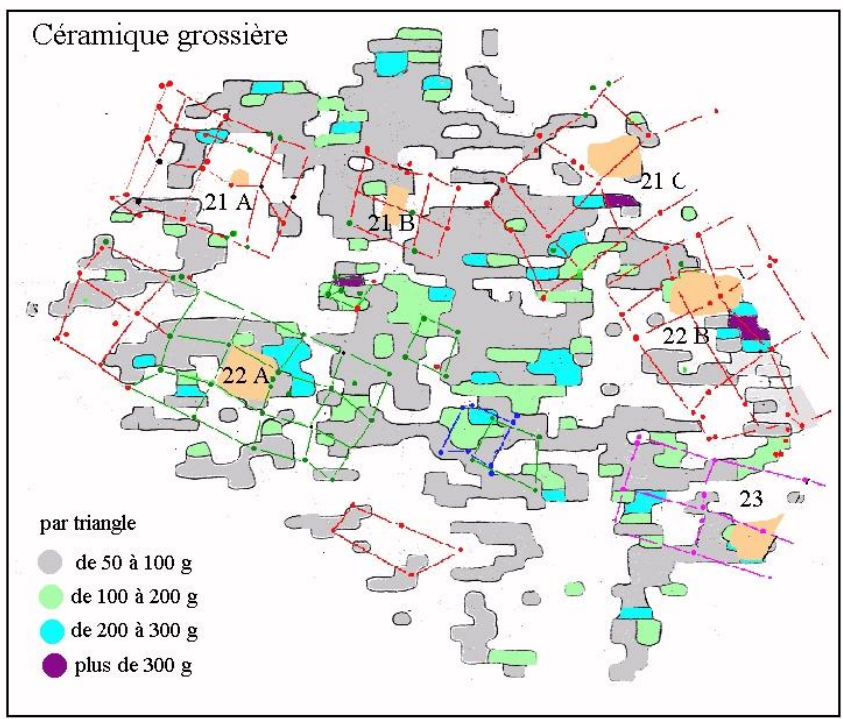 Céramique grossière
21 A
21 B
21 C
22 A
22 B
23
par triangle
de 50 à 100 g
de 100 à 200 g
de 200 à 300 g
plus de 300 g